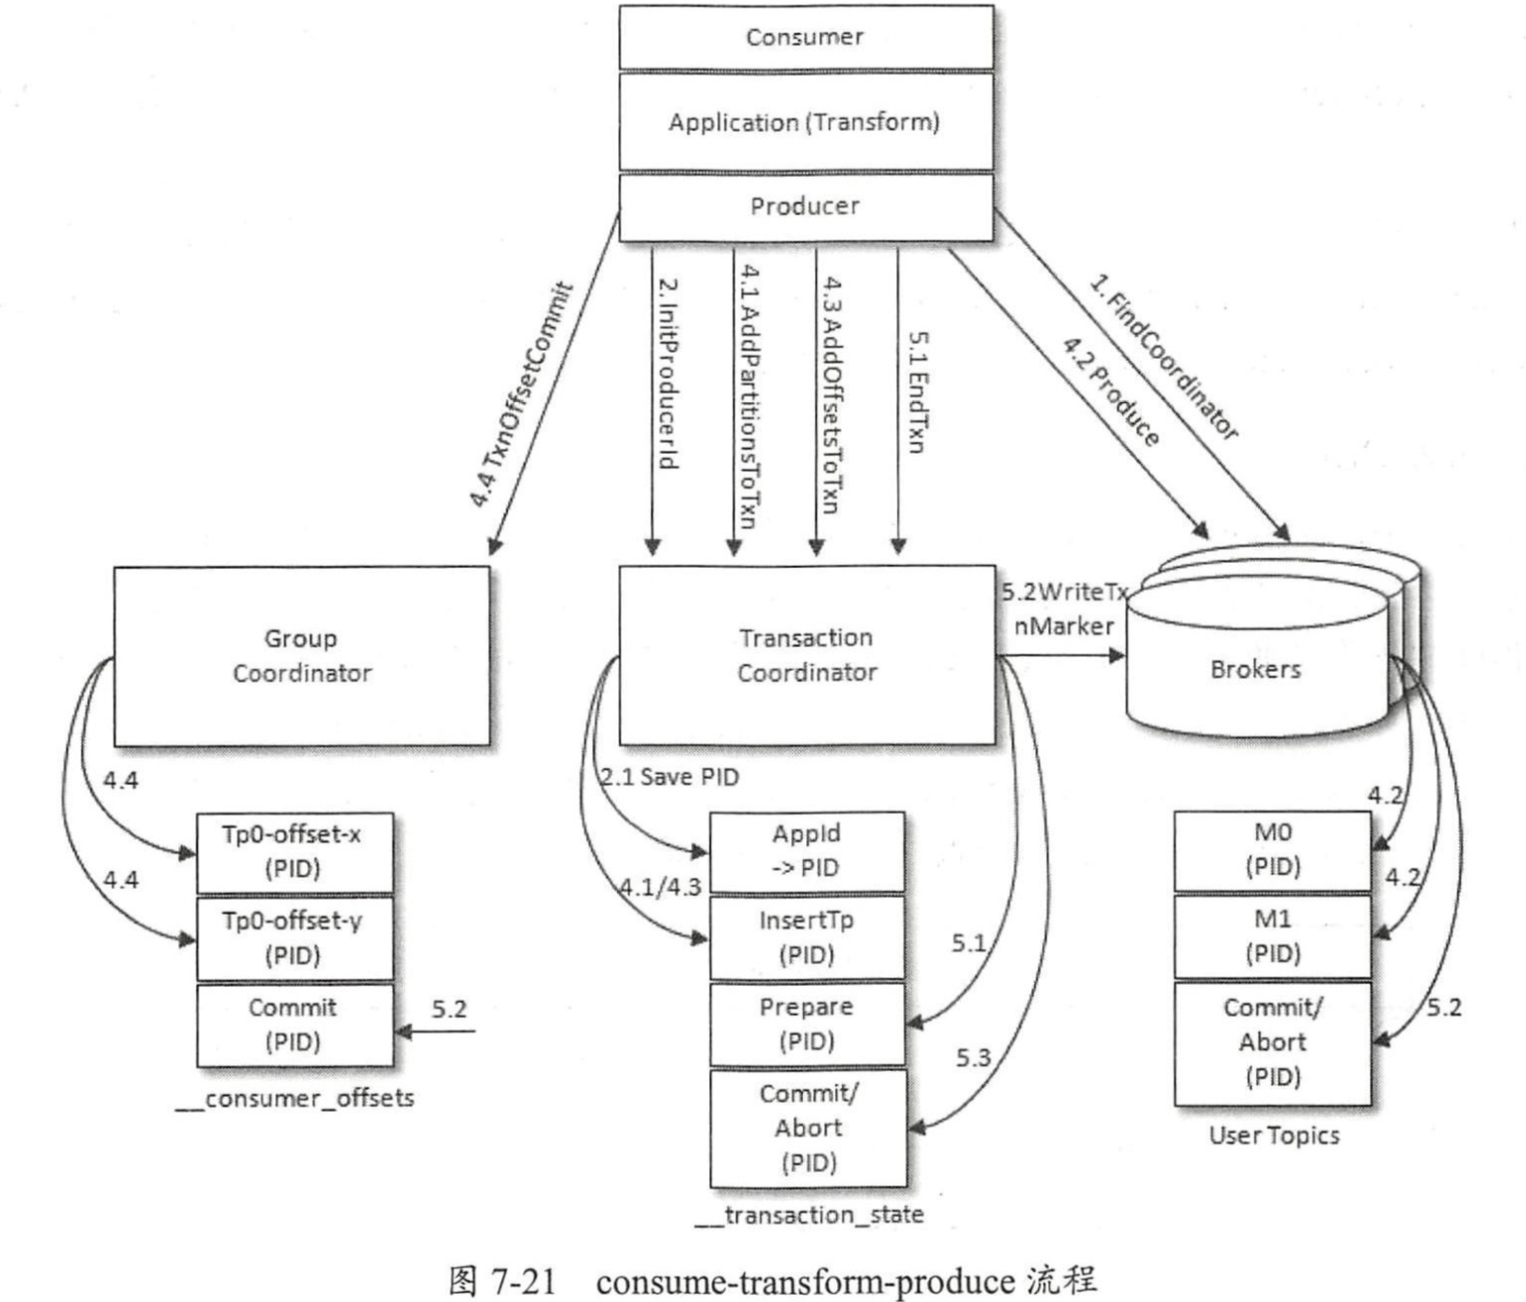 Consumer
Application (Transform)
Producer
4.4 TxnOffsetCommit
2. InitProducerId
4.1 AddPartitionsToTxn
4.3 AddOffsetsToTxn
5.1 EndTxn
4.2 Produce
1. FindCoordinator
Group
Coordinator
Transaction
Coordinator
5.2WriteTx
nMarker
Brokers
4.4
4.4
Tp0-offset-x
(PID)
Tp0-offset-y
(PID)
Commit
(PID)
5.2
__consumer_offsets
2.1 Save PID
4.1/4.3
AppId
-> PID
InsertTp
(PID)
Prepare
(PID)
Commit/
Abort
(PID)
5.1
5.3
__transaction_state
4.2
4.2
5.2
M0
(PID)
M1
(PID)
Commit/
Abort
(PID)
User Topics
图 7-21 consume-transform-produce 流程